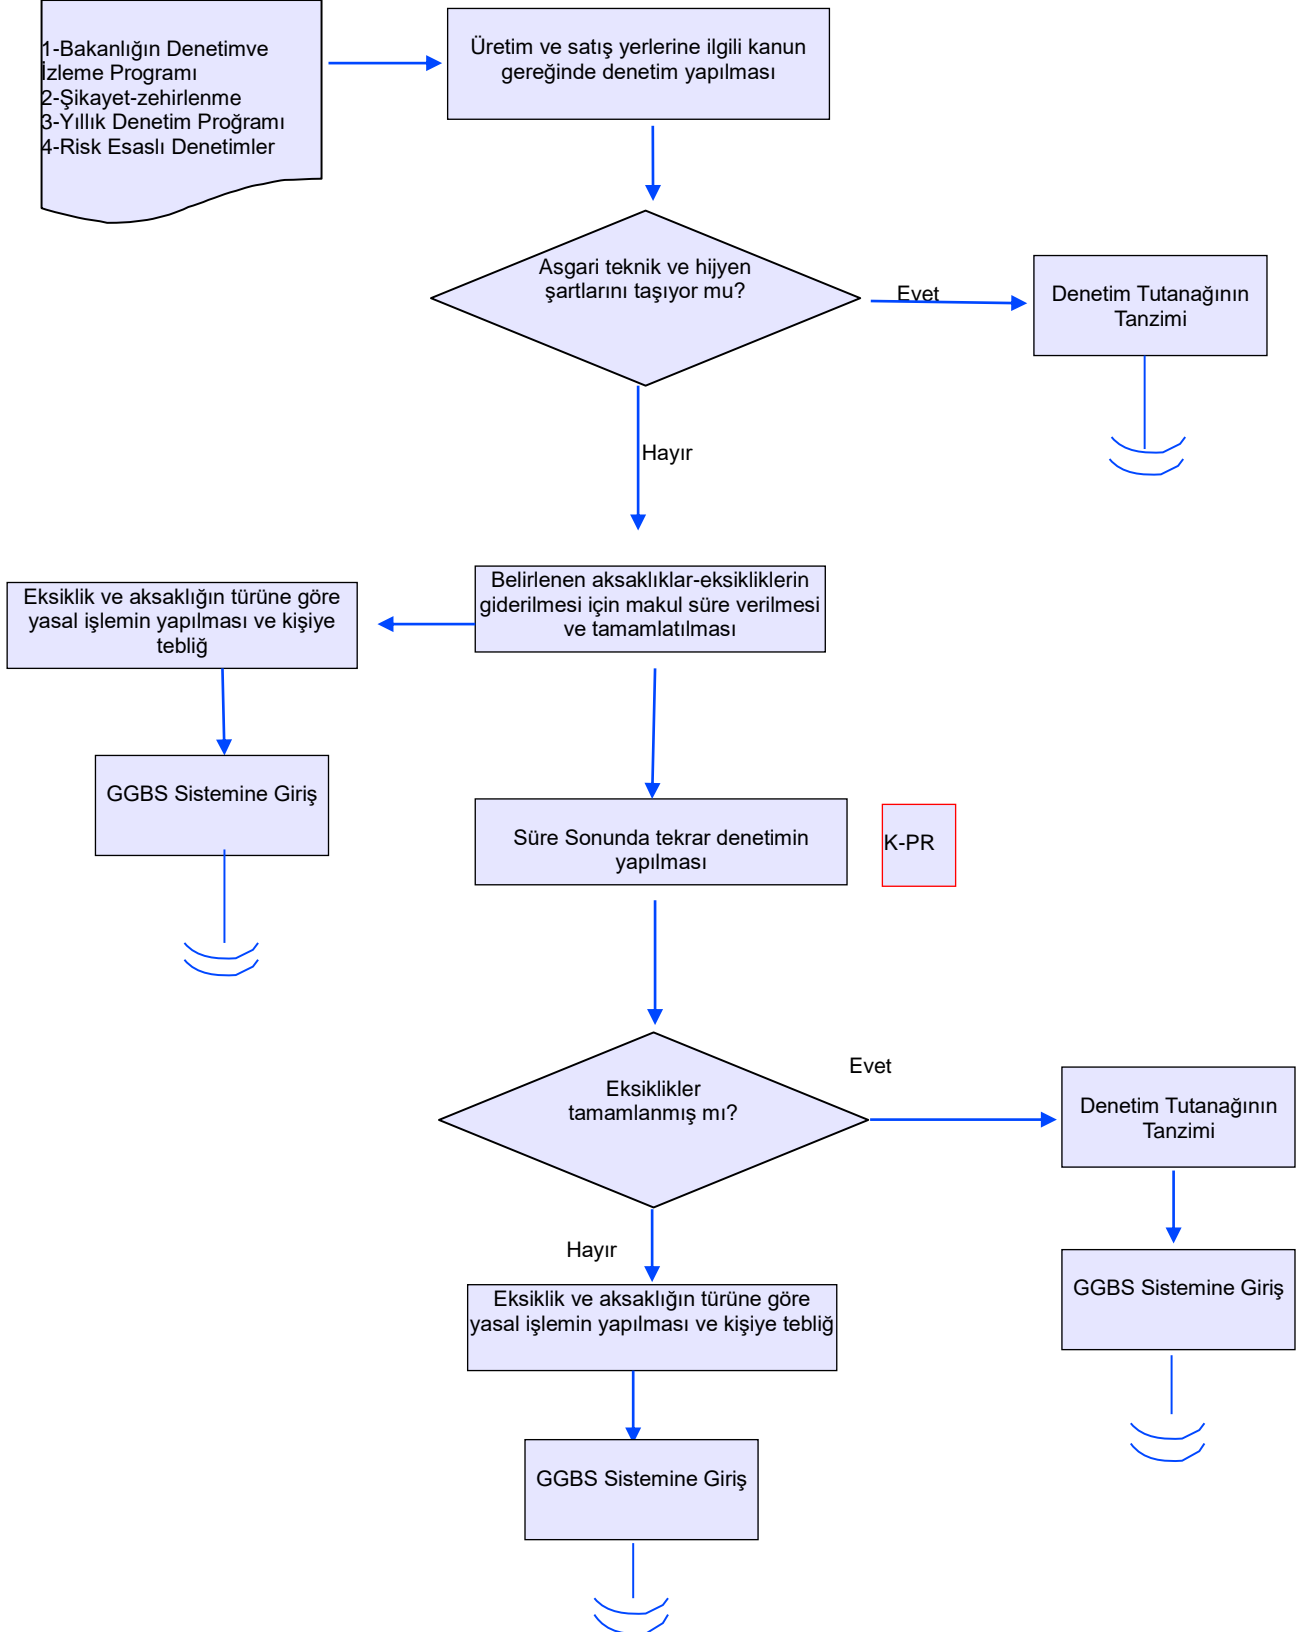 1-Bakanlığın Denetimve
İzleme Programı
2-Şikayet-zehirlenme
3-Yıllık Denetim Proğramı
4-Risk Esaslı Denetimler
Üretim ve satış yerlerine ilgili kanun
gereğinde denetim yapılması
Asgari teknik ve hijyen
şartlarını taşıyor mu?
Evet
Denetim Tutanağının
Tanzimi
Hayır
Belirlenen aksaklıklar-eksikliklerin
giderilmesi için makul süre verilmesi
ve tamamlatılması
Eksiklik ve aksaklığın türüne göre
yasal işlemin yapılması ve kişiye
tebliğ
GGBS Sistemine Giriş
Süre Sonunda tekrar denetimin
yapılması
K-PR
Eksiklikler
tamamlanmış mı?
Evet
Denetim Tutanağının
Tanzimi
GGBS Sistemine Giriş
Hayır
Eksiklik ve aksaklığın türüne göre
yasal işlemin yapılması ve kişiye tebliğ
GGBS Sistemine Giriş